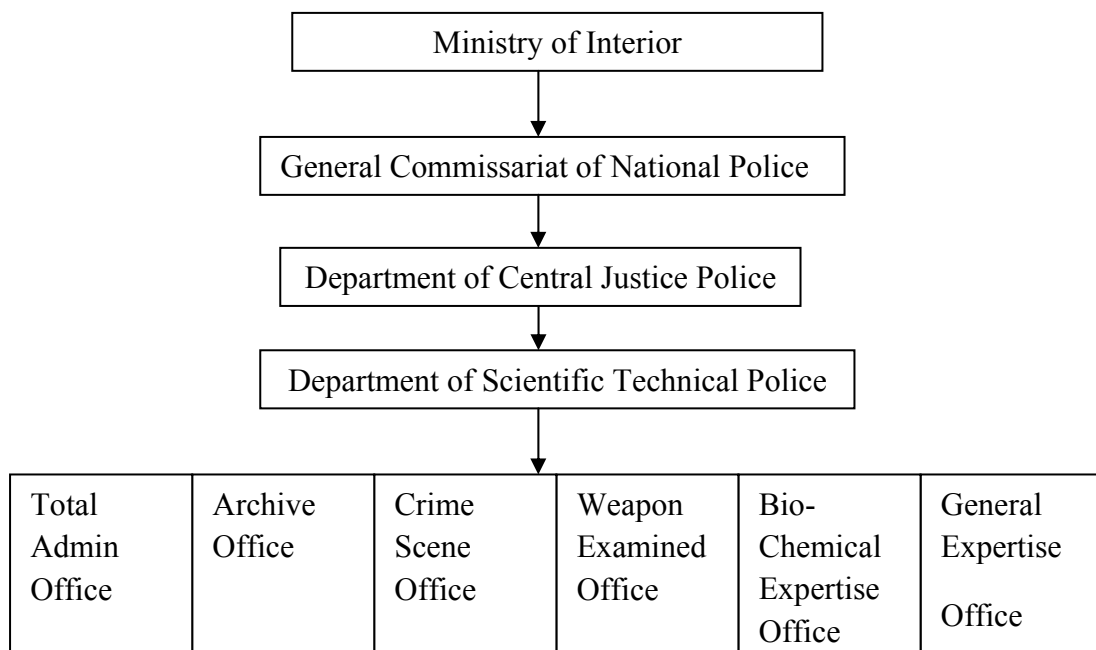 Ministry of Interior
General Commissariat of National Police
Department of Central Justice Police
Department of Scientific Technical Police
Total
Admin
Office
Archive
Office
Crime
Scene
Office
Weapon
Examined
Office
Bio-
Chemical
Expertise
Office
General
Expertise
Office